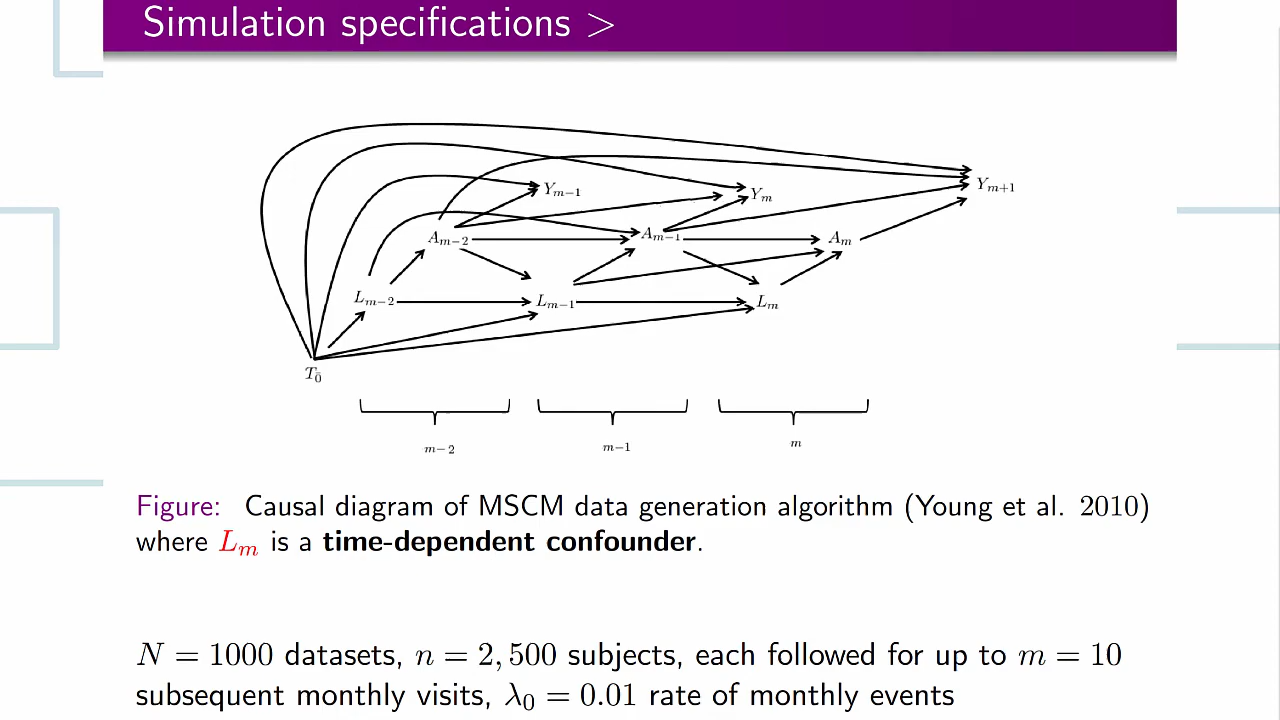 Simulation specifications >
Y_{m−1}
Y_m
Y_{m+1}
A_{m−2}
A_{m−1}
A_m
L_{m−2}
L_{m−1}
L_m
T_{\bar{0}}
m−2
m−1
m
Figure: Causal diagram of MSCM data generation algorithm (Young et al. 2010)
where L_m is a time-dependent confounder.
N = 1000 datasets, n = 2,500 subjects, each followed for up to m = 10
subsequent monthly visits, λ_0 = 0.01 rate of monthly events